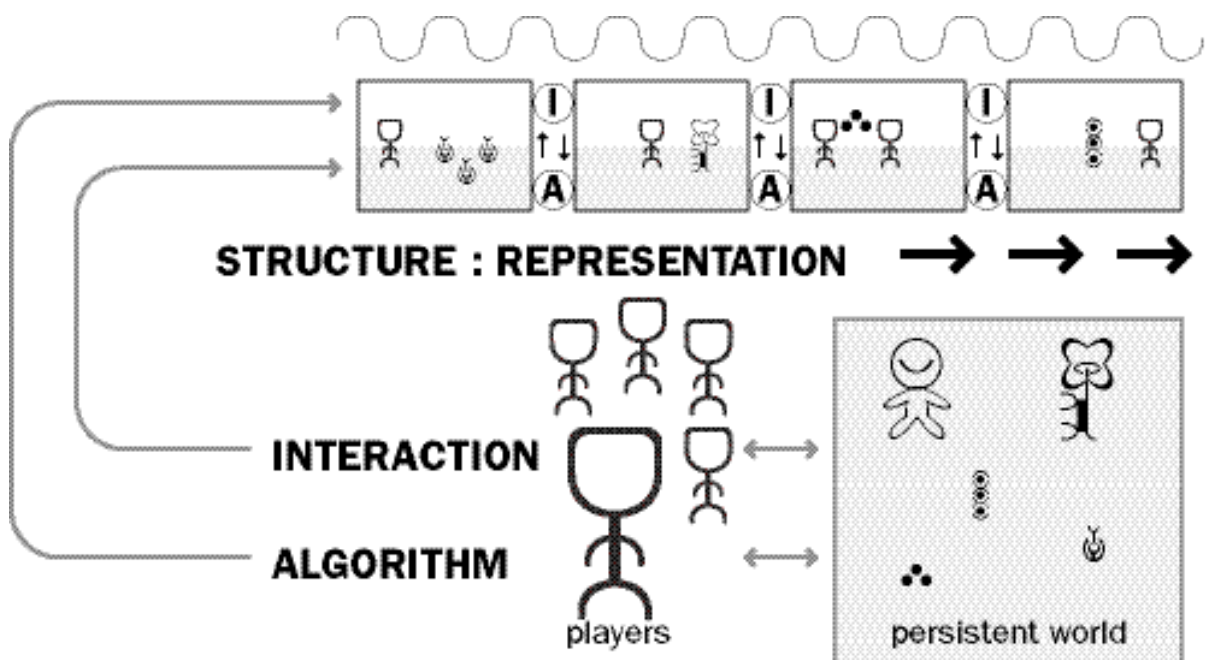 I I I
A A A
STRUCTURE : REPRESENTATION
INTERACTION
ALGORITHM
players
persistent world